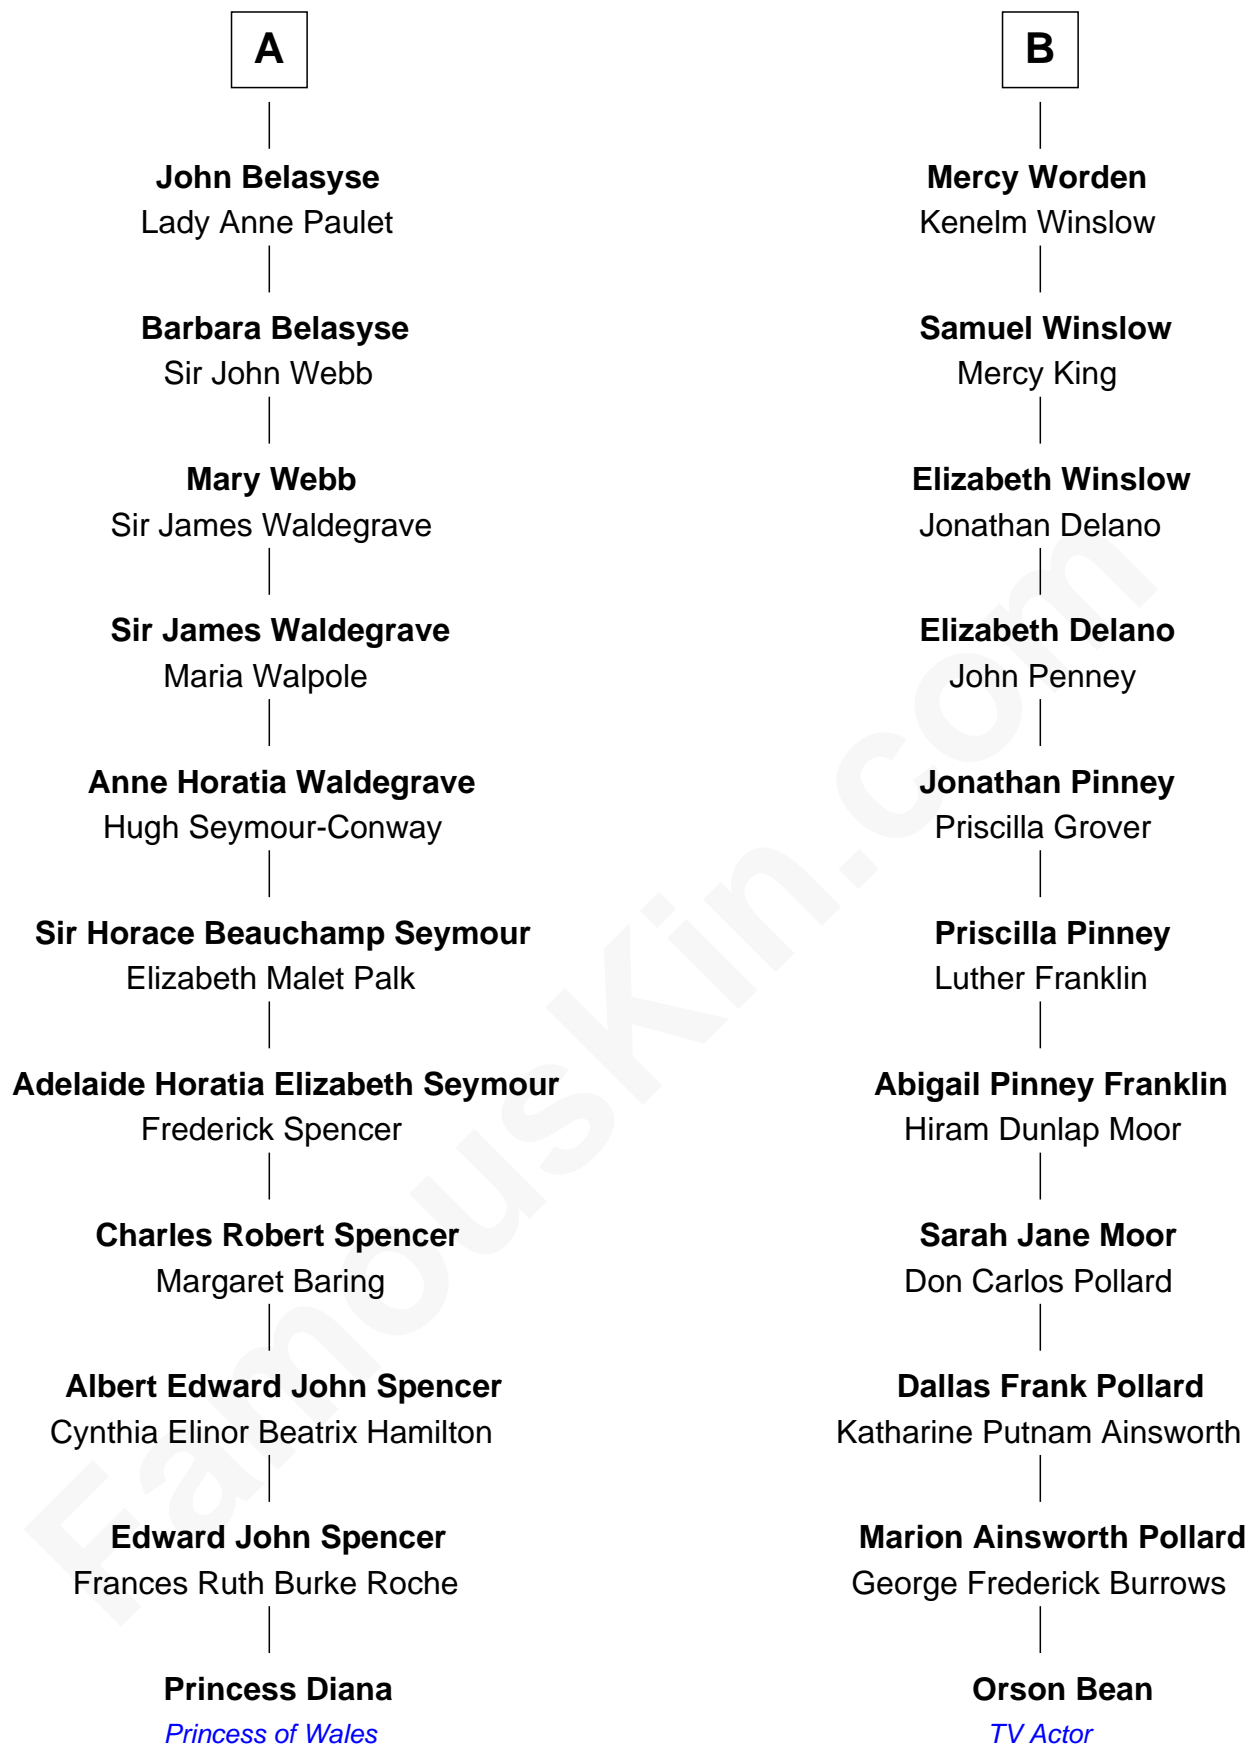 A
John Belasyse
Lady Anne Paulet
Barbara Belasyse
Sir John Webb
Mary Webb
Sir James Waldegrave
Sir James Waldegrave
Maria Walpole
Anne Horatia Waldegrave
Hugh Seymour-Conway
Sir Horace Beauchamp Seymour
Elizabeth Malet Palk
Adelaide Horatia Elizabeth Seymour
Frederick Spencer
Charles Robert Spencer
Margaret Baring
Albert Edward John Spencer
Cynthia Elinor Beatrix Hamilton
Edward John Spencer
Frances Ruth Burke Roche
Princess Diana
Princess of Wales
B
Mercy Worden
Kenelm Winslow
Samuel Winslow
Mercy King
Elizabeth Winslow
Jonathan Delano
Elizabeth Delano
John Penney
Jonathan Pinney
Priscilla Grover
Priscilla Pinney
Luther Franklin
Abigail Pinney Franklin
Hiram Dunlap Moor
Sarah Jane Moor
Don Carlos Pollard
Dallas Frank Pollard
Katharine Putnam Ainsworth
Marion Ainsworth Pollard
George Frederick Burrows
Orson Bean
TV Actor
FamousKin.com